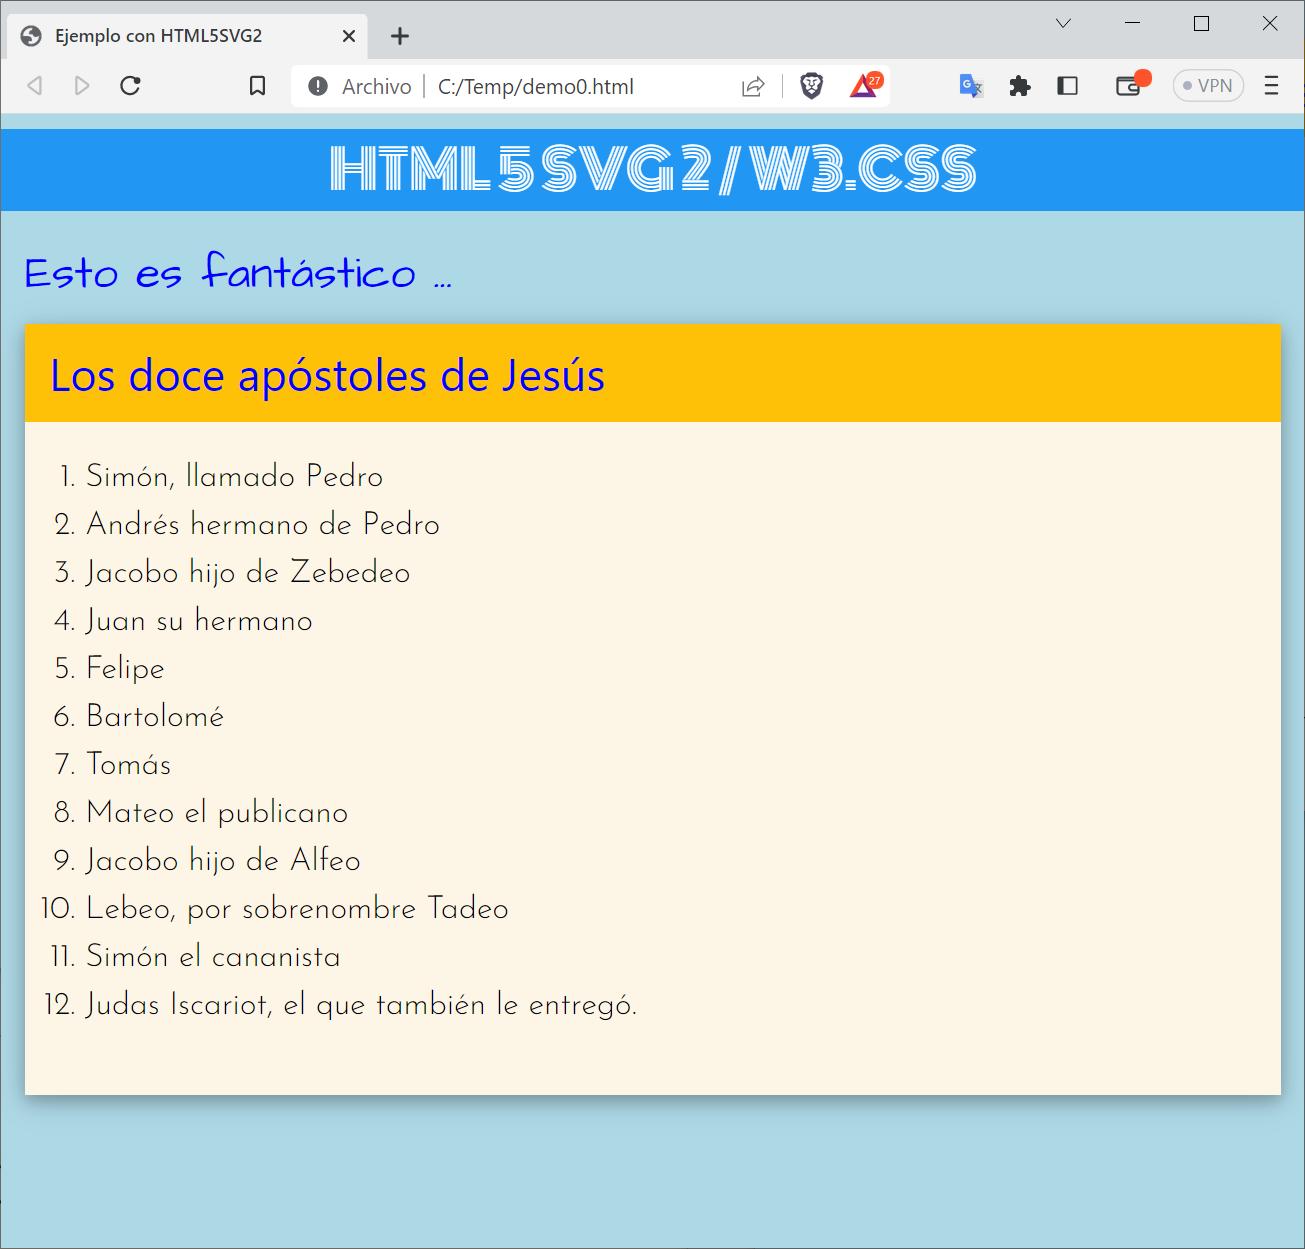 Ejemplo con HTML5SVG2
Archivo C:/Temp/demo0.html
27
VPN
HTML5SVG2/W3.CSS
Esto es fantástico ...
Los doce apóstoles de Jesús
1. Simón, llamado Pedro
2. Andrés hermano de Pedro
3. Jacobo hijo de Zebedeo
4. Juan su hermano
5. Felipe
6. Bartolomé
7. Tomás
8. Mateo el publicano
9. Jacobo hijo de Alfeo
10. Lebeo, por sobrenombre Tadeo
11. Simón el cananista
12. Judas Iscariot, el que también le entregó.